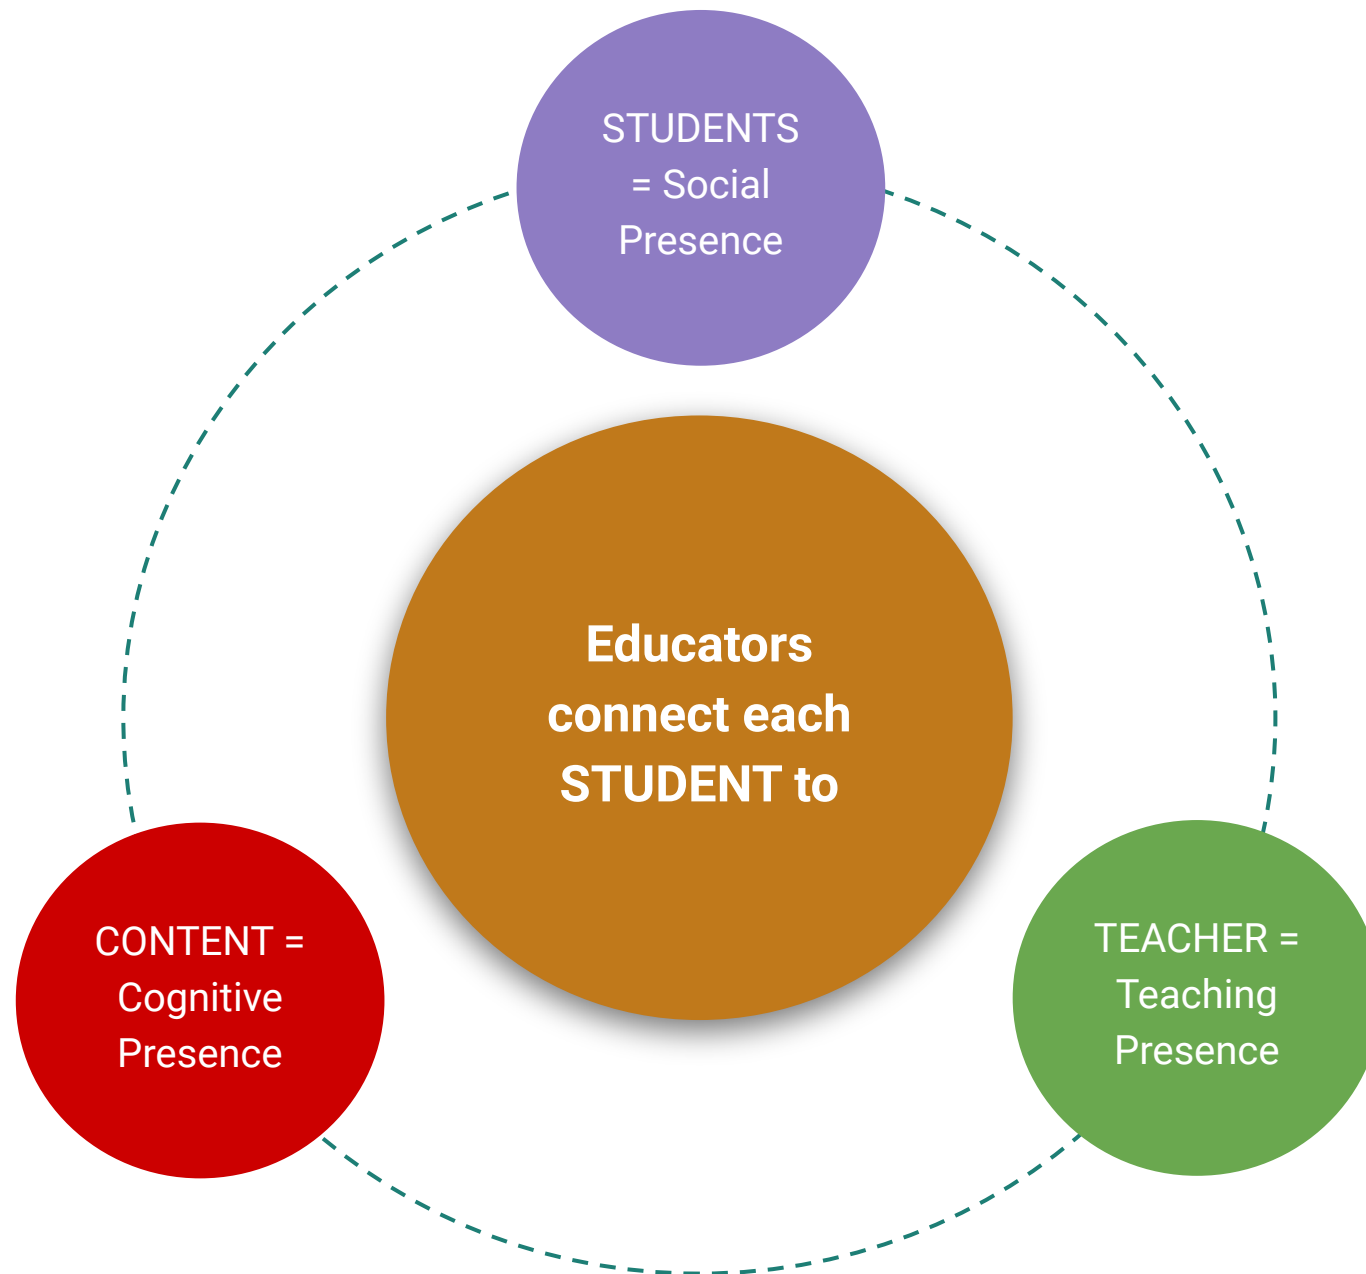 STUDENTS
= Social
Presence
Educators
connect each
STUDENT to
CONTENT =
Cognitive
Presence
TEACHER =
Teaching
Presence